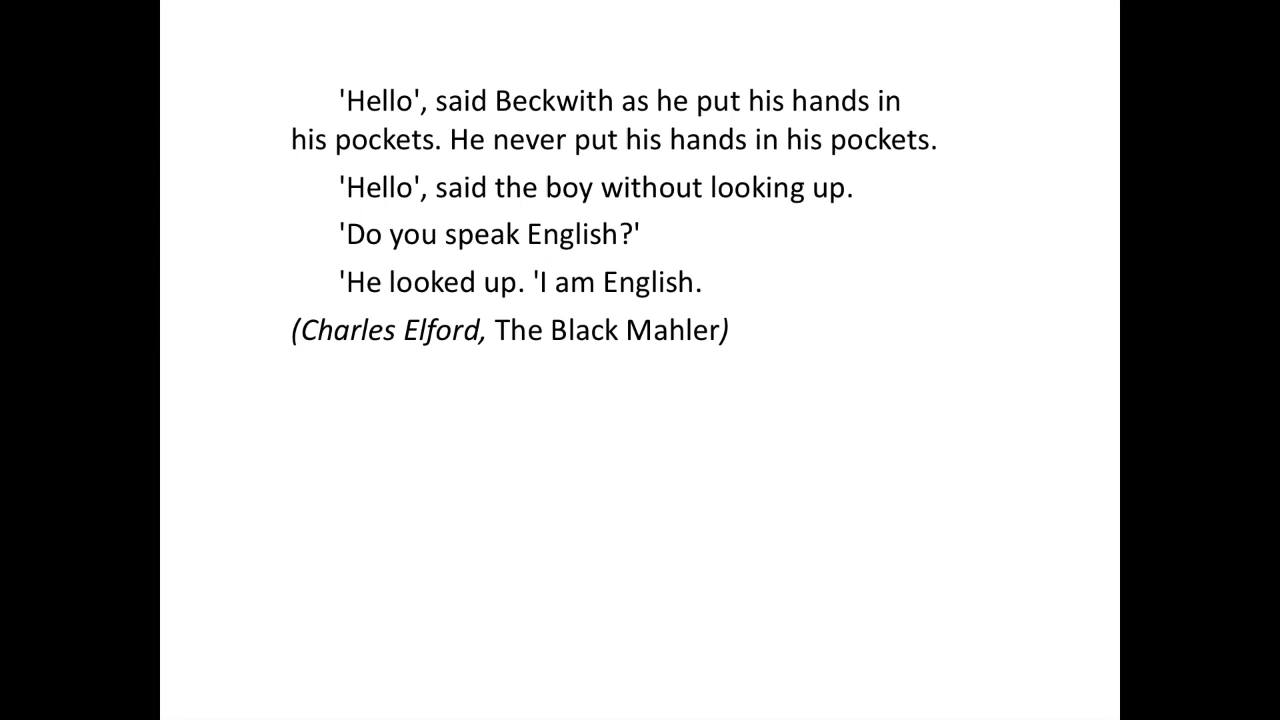 'Hello', said Beckwith as he put his hands in
his pockets. He never put his hands in his pockets.
'Hello', said the boy without looking up.
'Do you speak English?'
'He looked up. 'I am English.
(Charles Elford, The Black Mahler)